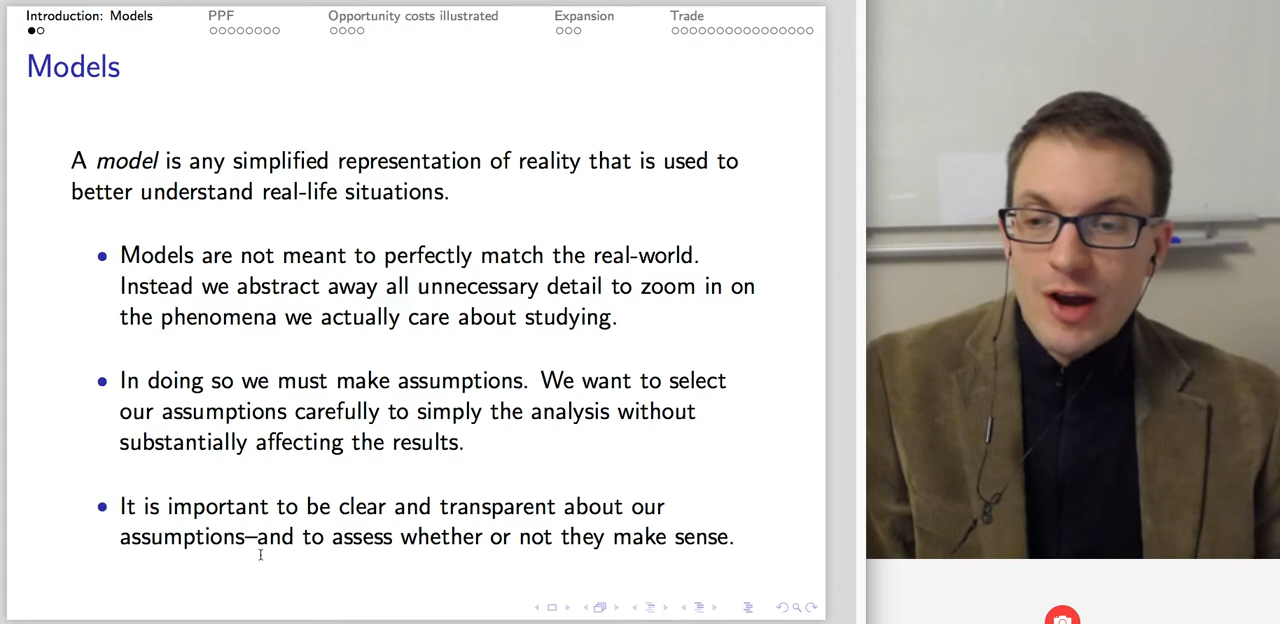 Introduction: Models PPF Opportunity costs illustrated Expansion Trade
Models
A model is any simplified representation of reality that is used to
better understand real-life situations.
• Models are not meant to perfectly match the real-world.
Instead we abstract away all unnecessary detail to zoom in on
the phenomena we actually care about studying.
• In doing so we must make assumptions. We want to select
our assumptions carefully to simply the analysis without
substantially affecting the results.
• It is important to be clear and transparent about our
assumptions–and to assess whether or not they make sense.